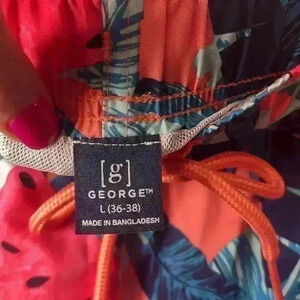 [g]
GEORGE™
L (36-38)
MADE IN BANGLADESH